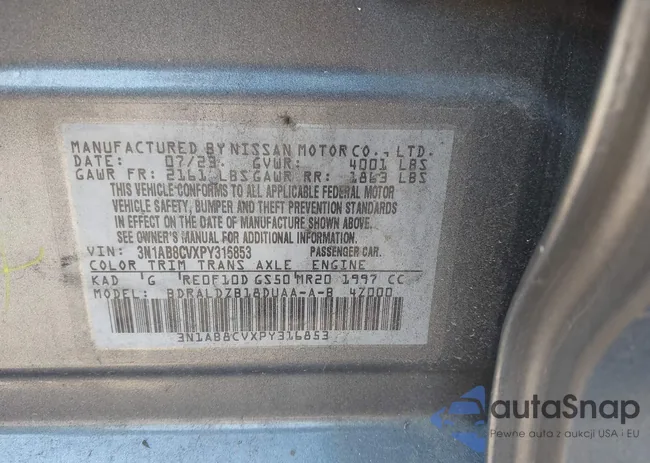 MANUFACTURED BY NISSAN MOTOR CO., LTD.
DATE: 07/23 GVWR: 4001 LBS
GAWR FR: 2161 LBS GAWR RR: 1863 LBS
THIS VEHICLE CONFORMS TO ALL APPLICABLE FEDERAL MOTOR
VEHICLE SAFETY, BUMPER AND THEFT PREVENTION STANDARDS
IN EFFECT ON THE DATE OF MANUFACTURE SHOWN ABOVE.
SEE OWNER'S MANUAL FOR ADDITIONAL INFORMATION.
VIN: 3N1AB8CVXPY316853 PASSENGER CAR.
COLOR TRIM TRANS AXLE ENGINE
KAD G RE0F10D GS50 MR20 1997 CC
MODEL: BDRALDZB18DUAA-A-B 47000
3N1AB8CVXPY316853
autaSnap
Pewne auta z aukcji USA i EU